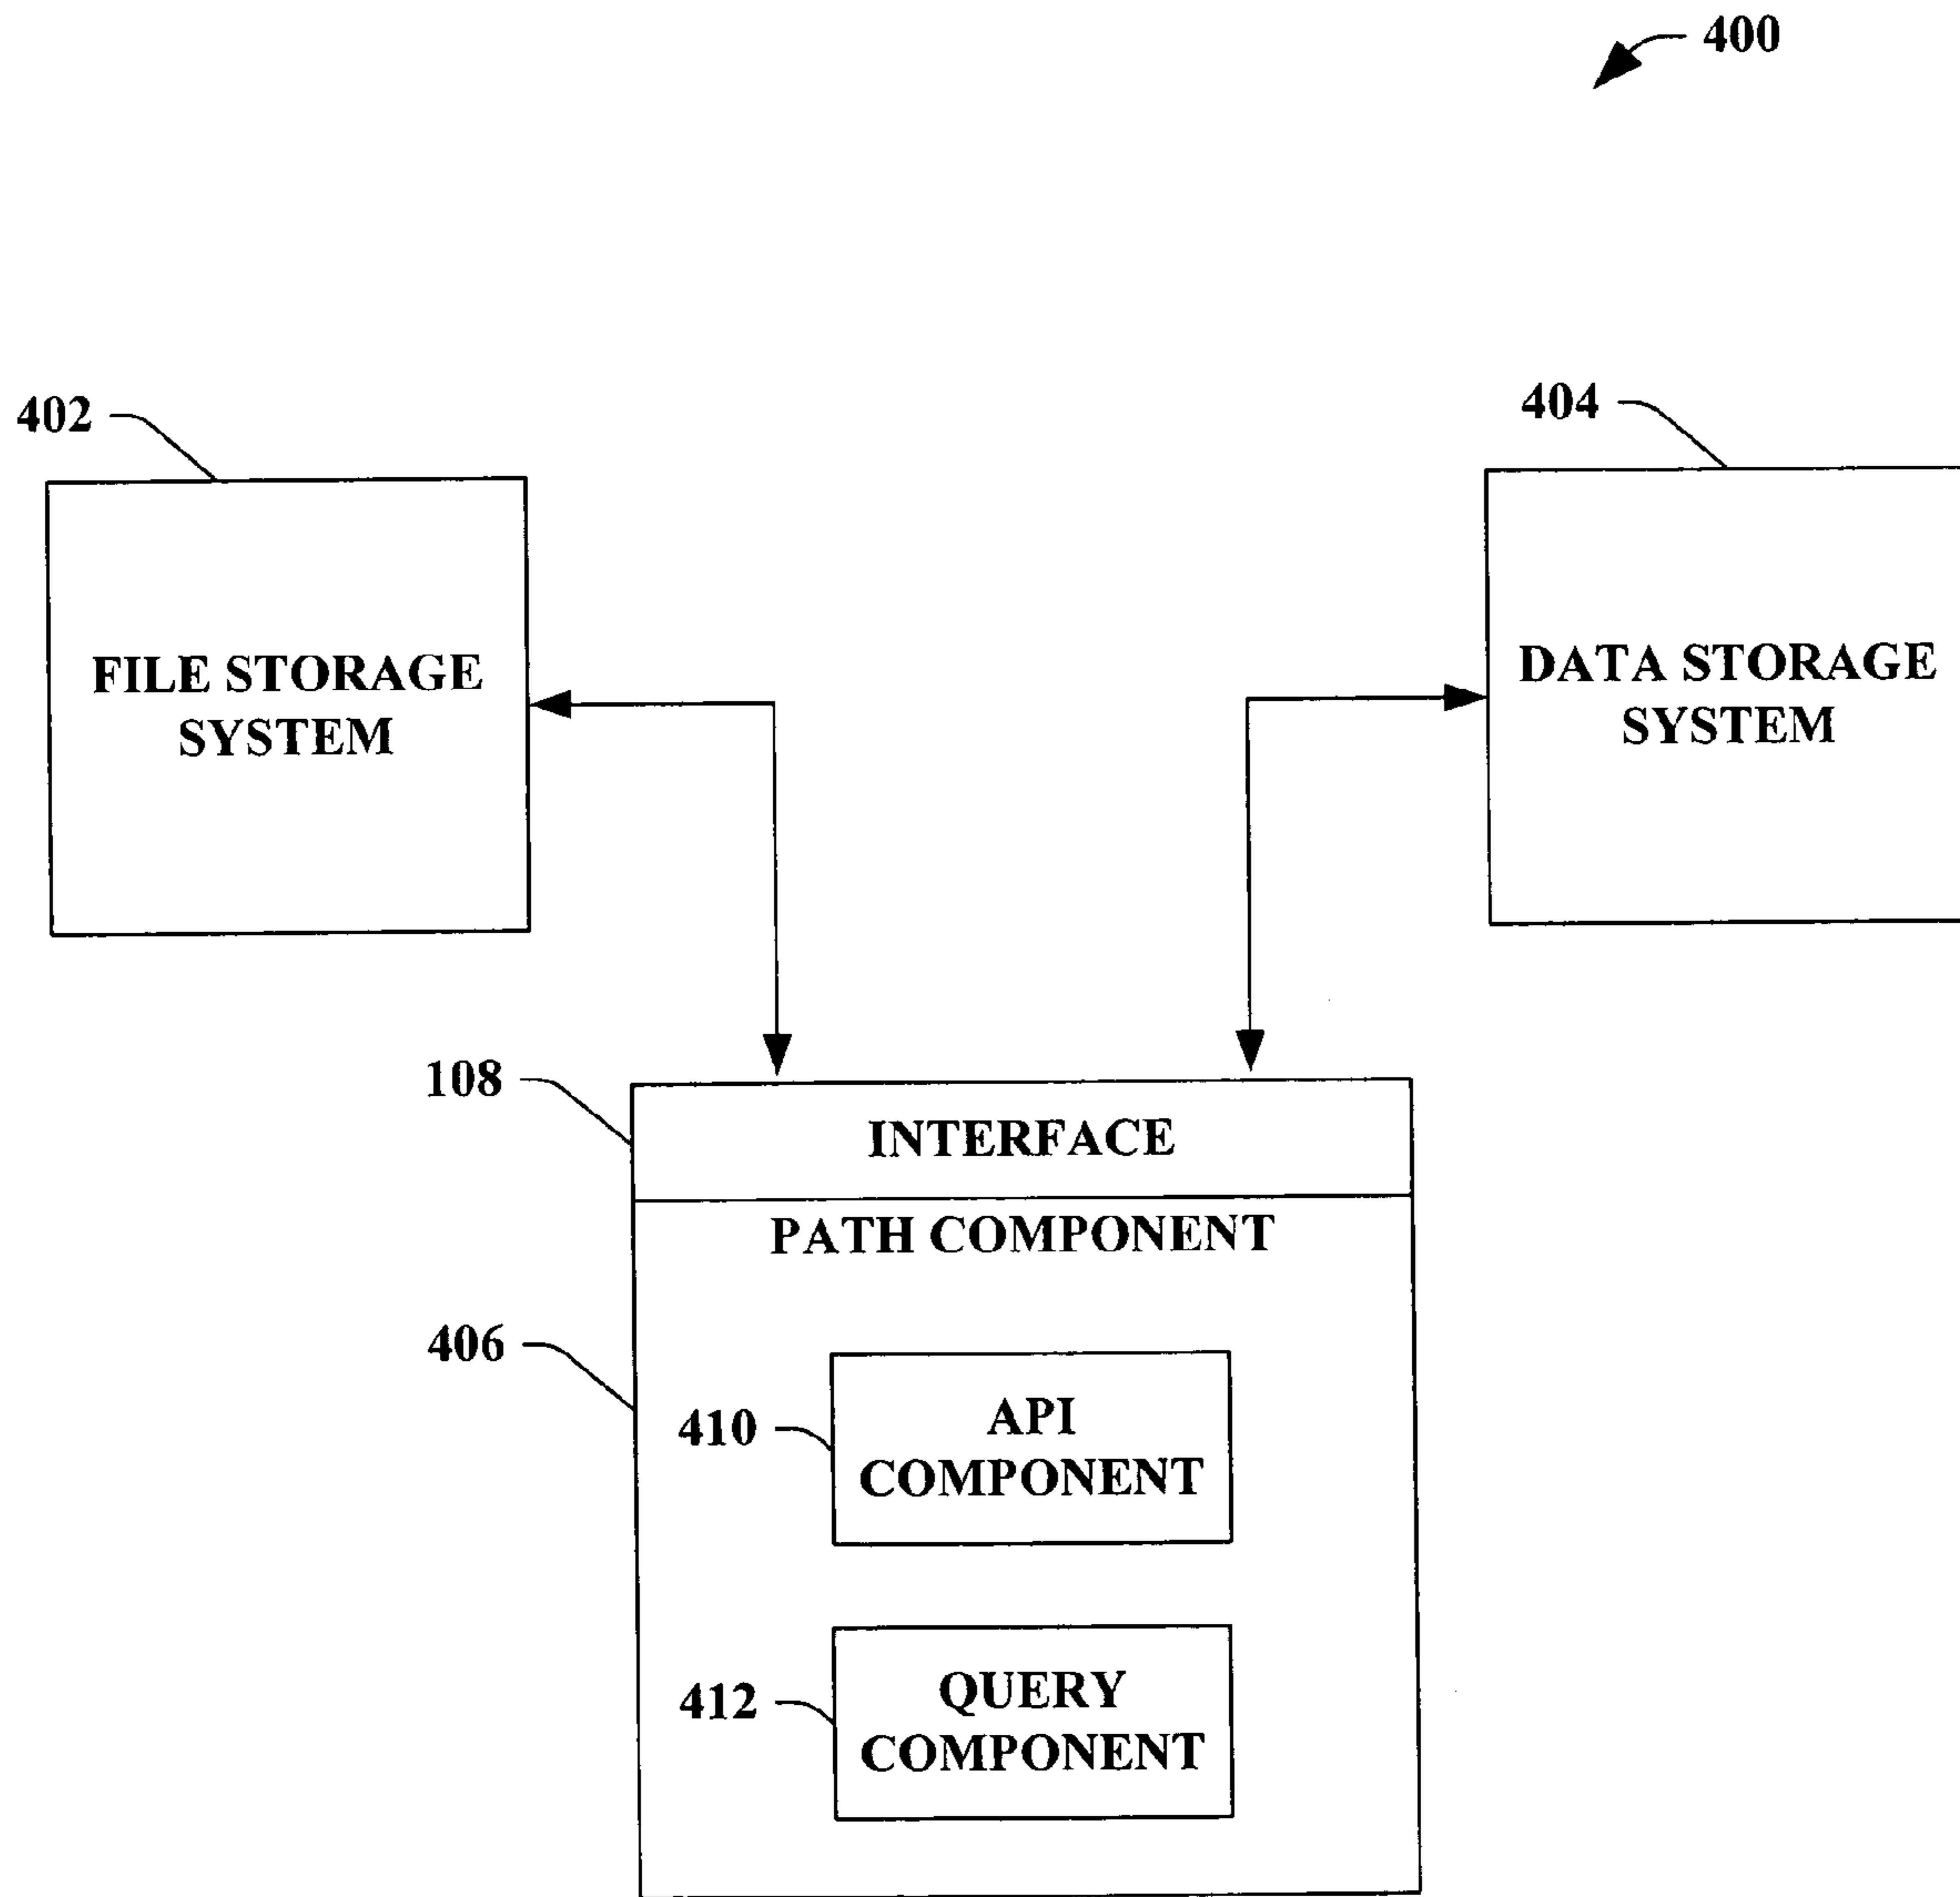 400
402
404
FILE STORAGE
SYSTEM
DATA STORAGE
SYSTEM
108
INTERFACE
PATH COMPONENT
406
410
API
COMPONENT
412
QUERY
COMPONENT